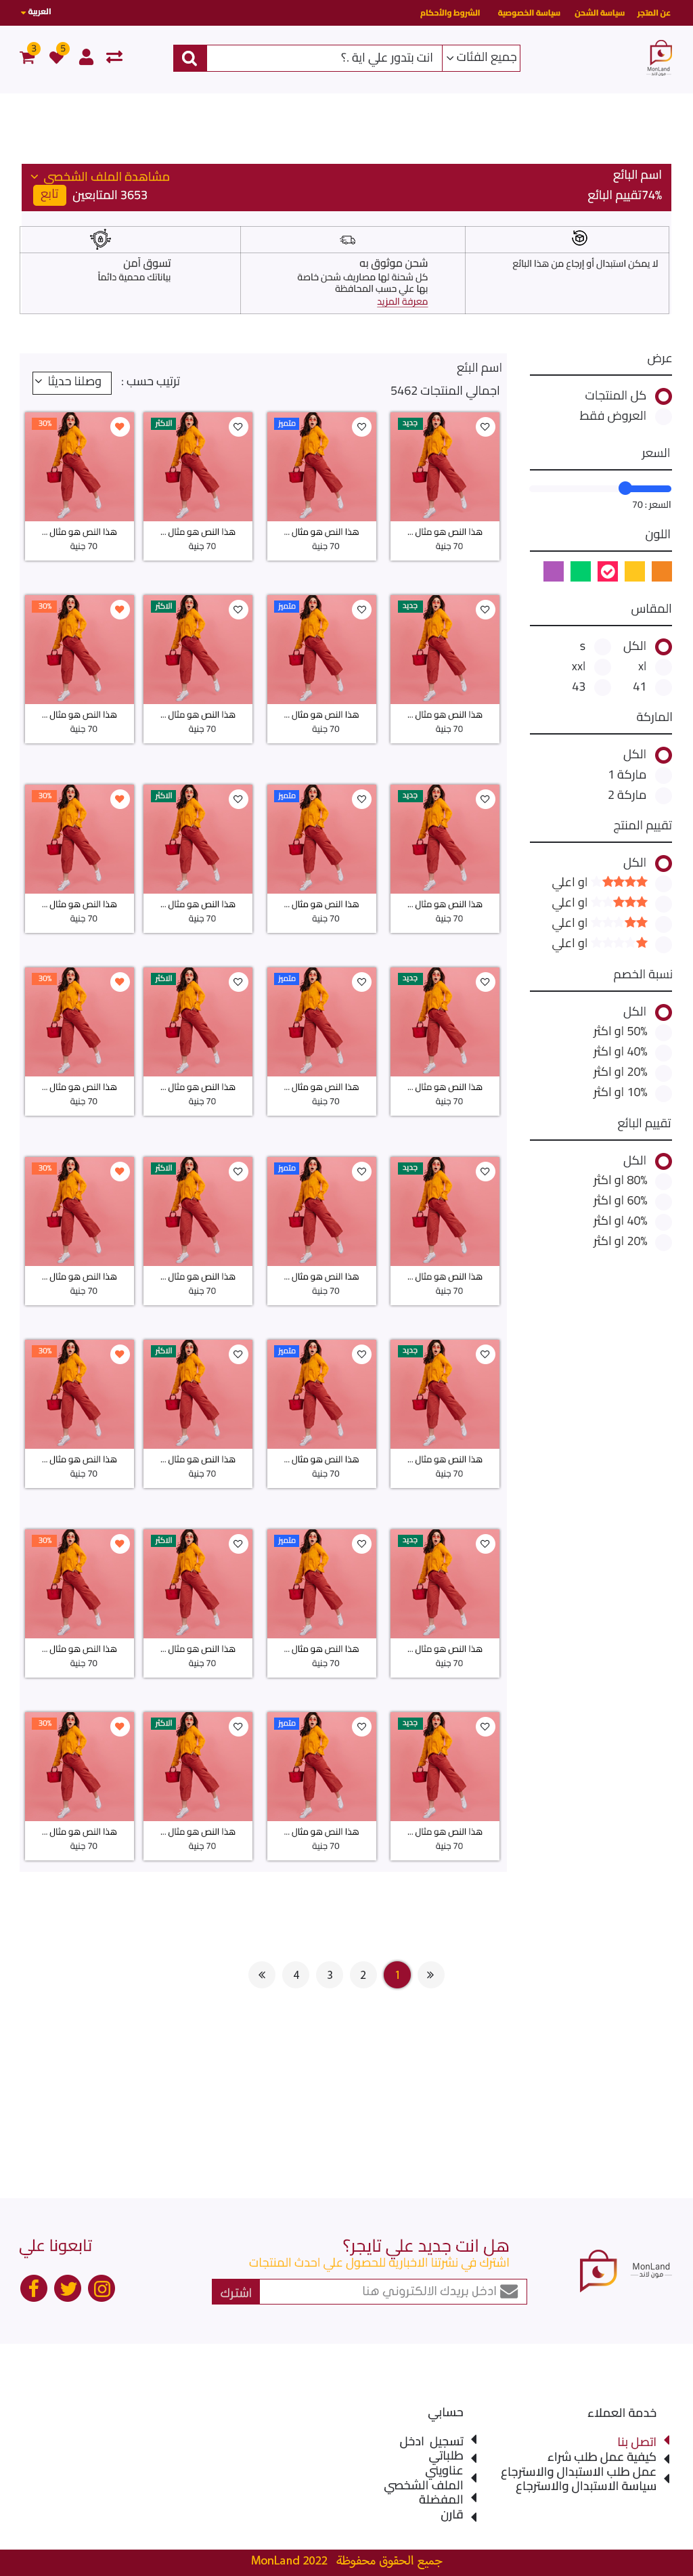 عن المتجر
سياسة الشحن
سياسة الخصوصية
الشروط والأحكام
العربية
MonLand
مون لاند
جميع الفئات
انت بتدور علي اية .؟
5
3
اسم البائع
مشاهدة الملف الشخصي
74%تقييم البائع
3653 المتابعين
تابع
لا يمكن استبدال أو إرجاع من هذا البائع
شحن موثوق به
كل شحنة لها مصاريف شحن خاصة
بها علي حسب المحافظة
معرفة المزيد
تسوق آمن
بياناتك محمية دائماً
عرض
كل المنتجات
العروض فقط
السعر
السعر : 70
اللون
المقاس
الكل
s
xl
xxl
41
43
الماركة
الكل
ماركة 1
ماركة 2
تقييم المنتج
الكل
او اعلي
او اعلي
او اعلي
او اعلي
نسبة الخصم
الكل
50% او اكثر
40% او اكثر
20% او اكثر
10% او اكثر
تقييم البائع
الكل
80% او اكثر
60% او اكثر
40% او اكثر
20% او اكثر
اسم البئع
اجمالي المنتجات 5462
ترتيب حسب :
وصلنا حديثا
جديد
متميز
الاكثر
30%
هذا النص هو مثال ...
هذا النص هو مثال ...
هذا النص هو مثال ...
هذا النص هو مثال ...
70 جنية
70 جنية
70 جنية
70 جنية
جديد
متميز
الاكثر
30%
هذا النص هو مثال ...
هذا النص هو مثال ...
هذا النص هو مثال ...
هذا النص هو مثال ...
70 جنية
70 جنية
70 جنية
70 جنية
جديد
متميز
الاكثر
30%
هذا النص هو مثال ...
هذا النص هو مثال ...
هذا النص هو مثال ...
هذا النص هو مثال ...
70 جنية
70 جنية
70 جنية
70 جنية
جديد
متميز
الاكثر
30%
هذا النص هو مثال ...
هذا النص هو مثال ...
هذا النص هو مثال ...
هذا النص هو مثال ...
70 جنية
70 جنية
70 جنية
70 جنية
جديد
متميز
الاكثر
30%
هذا النص هو مثال ...
هذا النص هو مثال ...
هذا النص هو مثال ...
هذا النص هو مثال ...
70 جنية
70 جنية
70 جنية
70 جنية
جديد
متميز
الاكثر
30%
هذا النص هو مثال ...
هذا النص هو مثال ...
هذا النص هو مثال ...
هذا النص هو مثال ...
70 جنية
70 جنية
70 جنية
70 جنية
جديد
متميز
الاكثر
30%
هذا النص هو مثال ...
هذا النص هو مثال ...
هذا النص هو مثال ...
هذا النص هو مثال ...
70 جنية
70 جنية
70 جنية
70 جنية
جديد
متميز
الاكثر
30%
هذا النص هو مثال ...
هذا النص هو مثال ...
هذا النص هو مثال ...
هذا النص هو مثال ...
70 جنية
70 جنية
70 جنية
70 جنية
« 1 2 3 4 »
MonLand
مون لاند
هل انت جديد علي تايجر؟
اشترك في نشرتنا الاخبارية للحصول علي احدث المنتجات
ادخل بريدك الالكتروني هنا
اشترك
تابعونا علي
خدمة العملاء
اتصل بنا
كيفية عمل طلب شراء
عمل طلب الاستبدال والاسترجاع
سياسة الاستبدال والاسترجاع
حسابي
تسجيل ادخل
طلباتي
عناويني
الملف الشخصي
المفضلة
قارن
جميع الحقوق محفوظة MonLand 2022